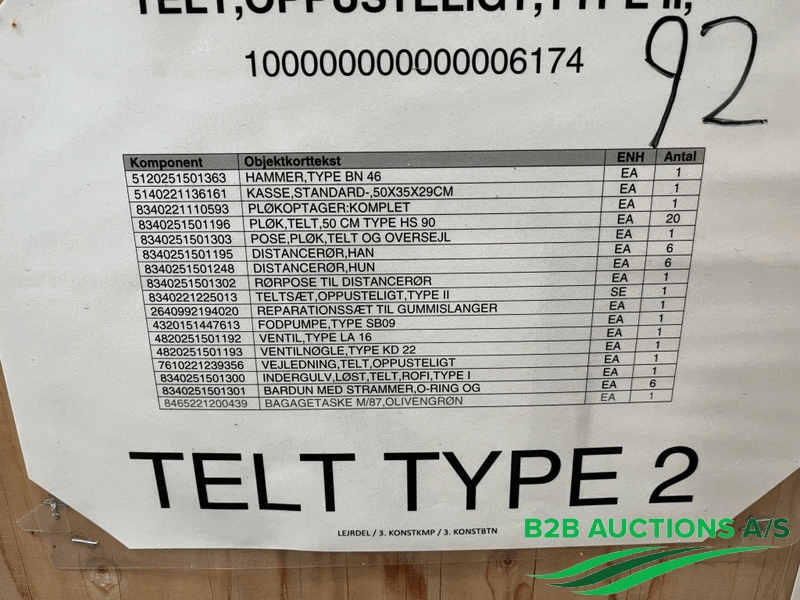 TELT,OPPUSTELIGT,TYPE II,
100000000000006174
92
Komponent Objektkorttekst ENH Antal
5120251501363 HAMMER,TYPE BN 46 EA 1
5140221136161 KASSE,STANDARD-,50X35X29CM EA 1
8340221110593 PLØKOPTAGER:KOMPLET EA 1
8340251501196 PLØK,TELT,50 CM TYPE HS 90 EA 20
8340251501303 POSE,PLØK,TELT OG OVERSEJL EA 1
8340251501195 DISTANCERØR,HAN EA 6
8340251501248 DISTANCERØR,HUN EA 6
8340251501302 RØRPOSE TIL DISTANCERØR EA 1
8340221225013 TELTSÆT,OPPUSTELIGT,TYPE II SE 1
2640992194020 REPARATIONSSÆT TIL GUMMISLANGER EA 1
4320151447613 FODPUMPE,TYPE SB09 EA 1
4820251501192 VENTIL,TYPE LA 16 EA 1
4820251501193 VENTILNØGLE,TYPE KD 22 EA 1
7610221239356 VEJLEDNING,TELT,OPPUSTELIGT EA 1
8340251501300 INDERGULV,LØST,TELT,ROFI,TYPE I EA 1
8340251501301 BARDUN MED STRAMMER,O-RING OG EA 6
8465221200439 BAGAGETASKE M/87,OLIVENGRØN EA 1
TELT TYPE 2
LEJRDEL / 3. KONSTKMP / 3. KONSTBTN
B2B AUCTIONS A/S